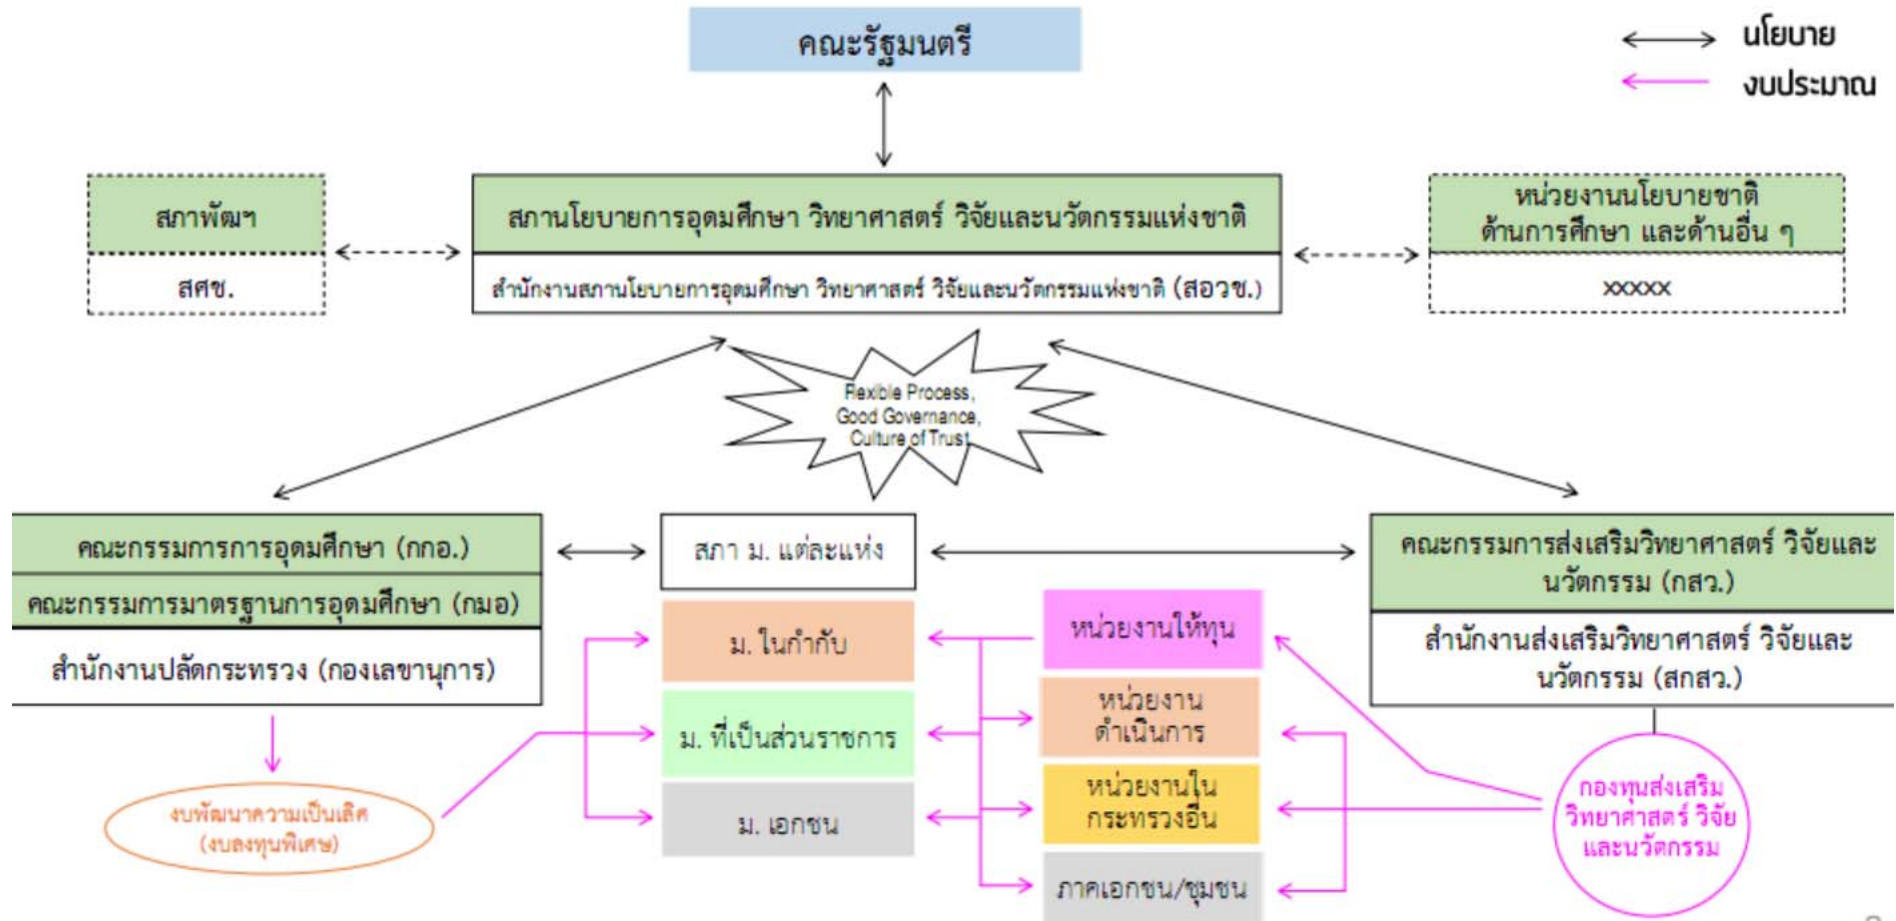 คณะรัฐมนตรี
นโยบาย
งบประมาณ
สภาพัฒฯ
สศช.
สภานโยบายการอุดมศึกษา วิทยาศาสตร์ วิจัยและนวัตกรรมแห่งชาติ
สำนักงานสภานโยบายการอุดมศึกษา วิทยาศาสตร์ วิจัยและนวัตกรรมแห่งชาติ (สอวช.)
หน่วยงานนโยบายชาติ
ด้านการศึกษา และด้านอื่น ๆ
xxxxx
Flexible Process,
Good Governance,
Culture of Trust
คณะกรรมการการอุดมศึกษา (กกอ.)
คณะกรรมการมาตรฐานการอุดมศึกษา (กมอ)
สำนักงานปลัดกระทรวง (กองเลขานุการ)
งบพัฒนาความเป็นเลิศ
(งบลงทุนพิเศษ)
สภา ม. แต่ละแห่ง
ม. ในกำกับ
ม. ที่เป็นส่วนราชการ
ม. เอกชน
หน่วยงานให้ทุน
หน่วยงาน
ดำเนินการ
หน่วยงานใน
กระทรวงอื่น
ภาคเอกชน/ชุมชน
คณะกรรมการส่งเสริมวิทยาศาสตร์ วิจัยและ
นวัตกรรม (กสว.)
สำนักงานส่งเสริมวิทยาศาสตร์ วิจัยและ
นวัตกรรม (สกสว.)
กองทุนส่งเสริม
วิทยาศาสตร์ วิจัย
และนวัตกรรม